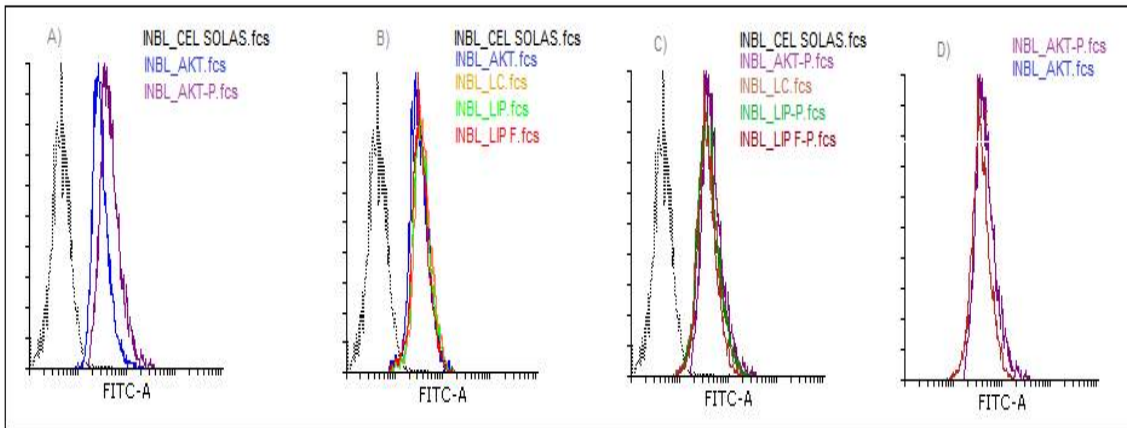 A)
INBL_CEL SOLAS.fcs
INBL_AKT.fcs
INBL_AKT-P.fcs
FITC-A
B)
INBL_CEL SOLAS.fcs
INBL_AKT.fcs
INBL_LC.fcs
INBL_LIP.fcs
INBL_LIP F.fcs
FITC-A
C)
INBL_CEL SOLAS.fcs
INBL_AKT-P.fcs
INBL_LC.fcs
INBL_LIP-P.fcs
INBL_LIP F-P.fcs
FITC-A
D)
INBL_AKT-P.fcs
INBL_AKT.fcs
FITC-A